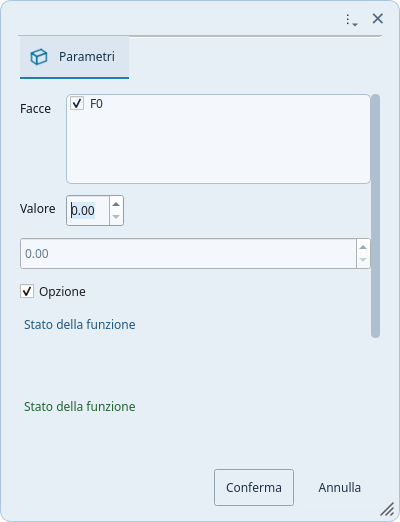 Parametri
Facce
F0
Valore
0.00
0.00
Opzione
Stato della funzione
Stato della funzione
Conferma
Annulla